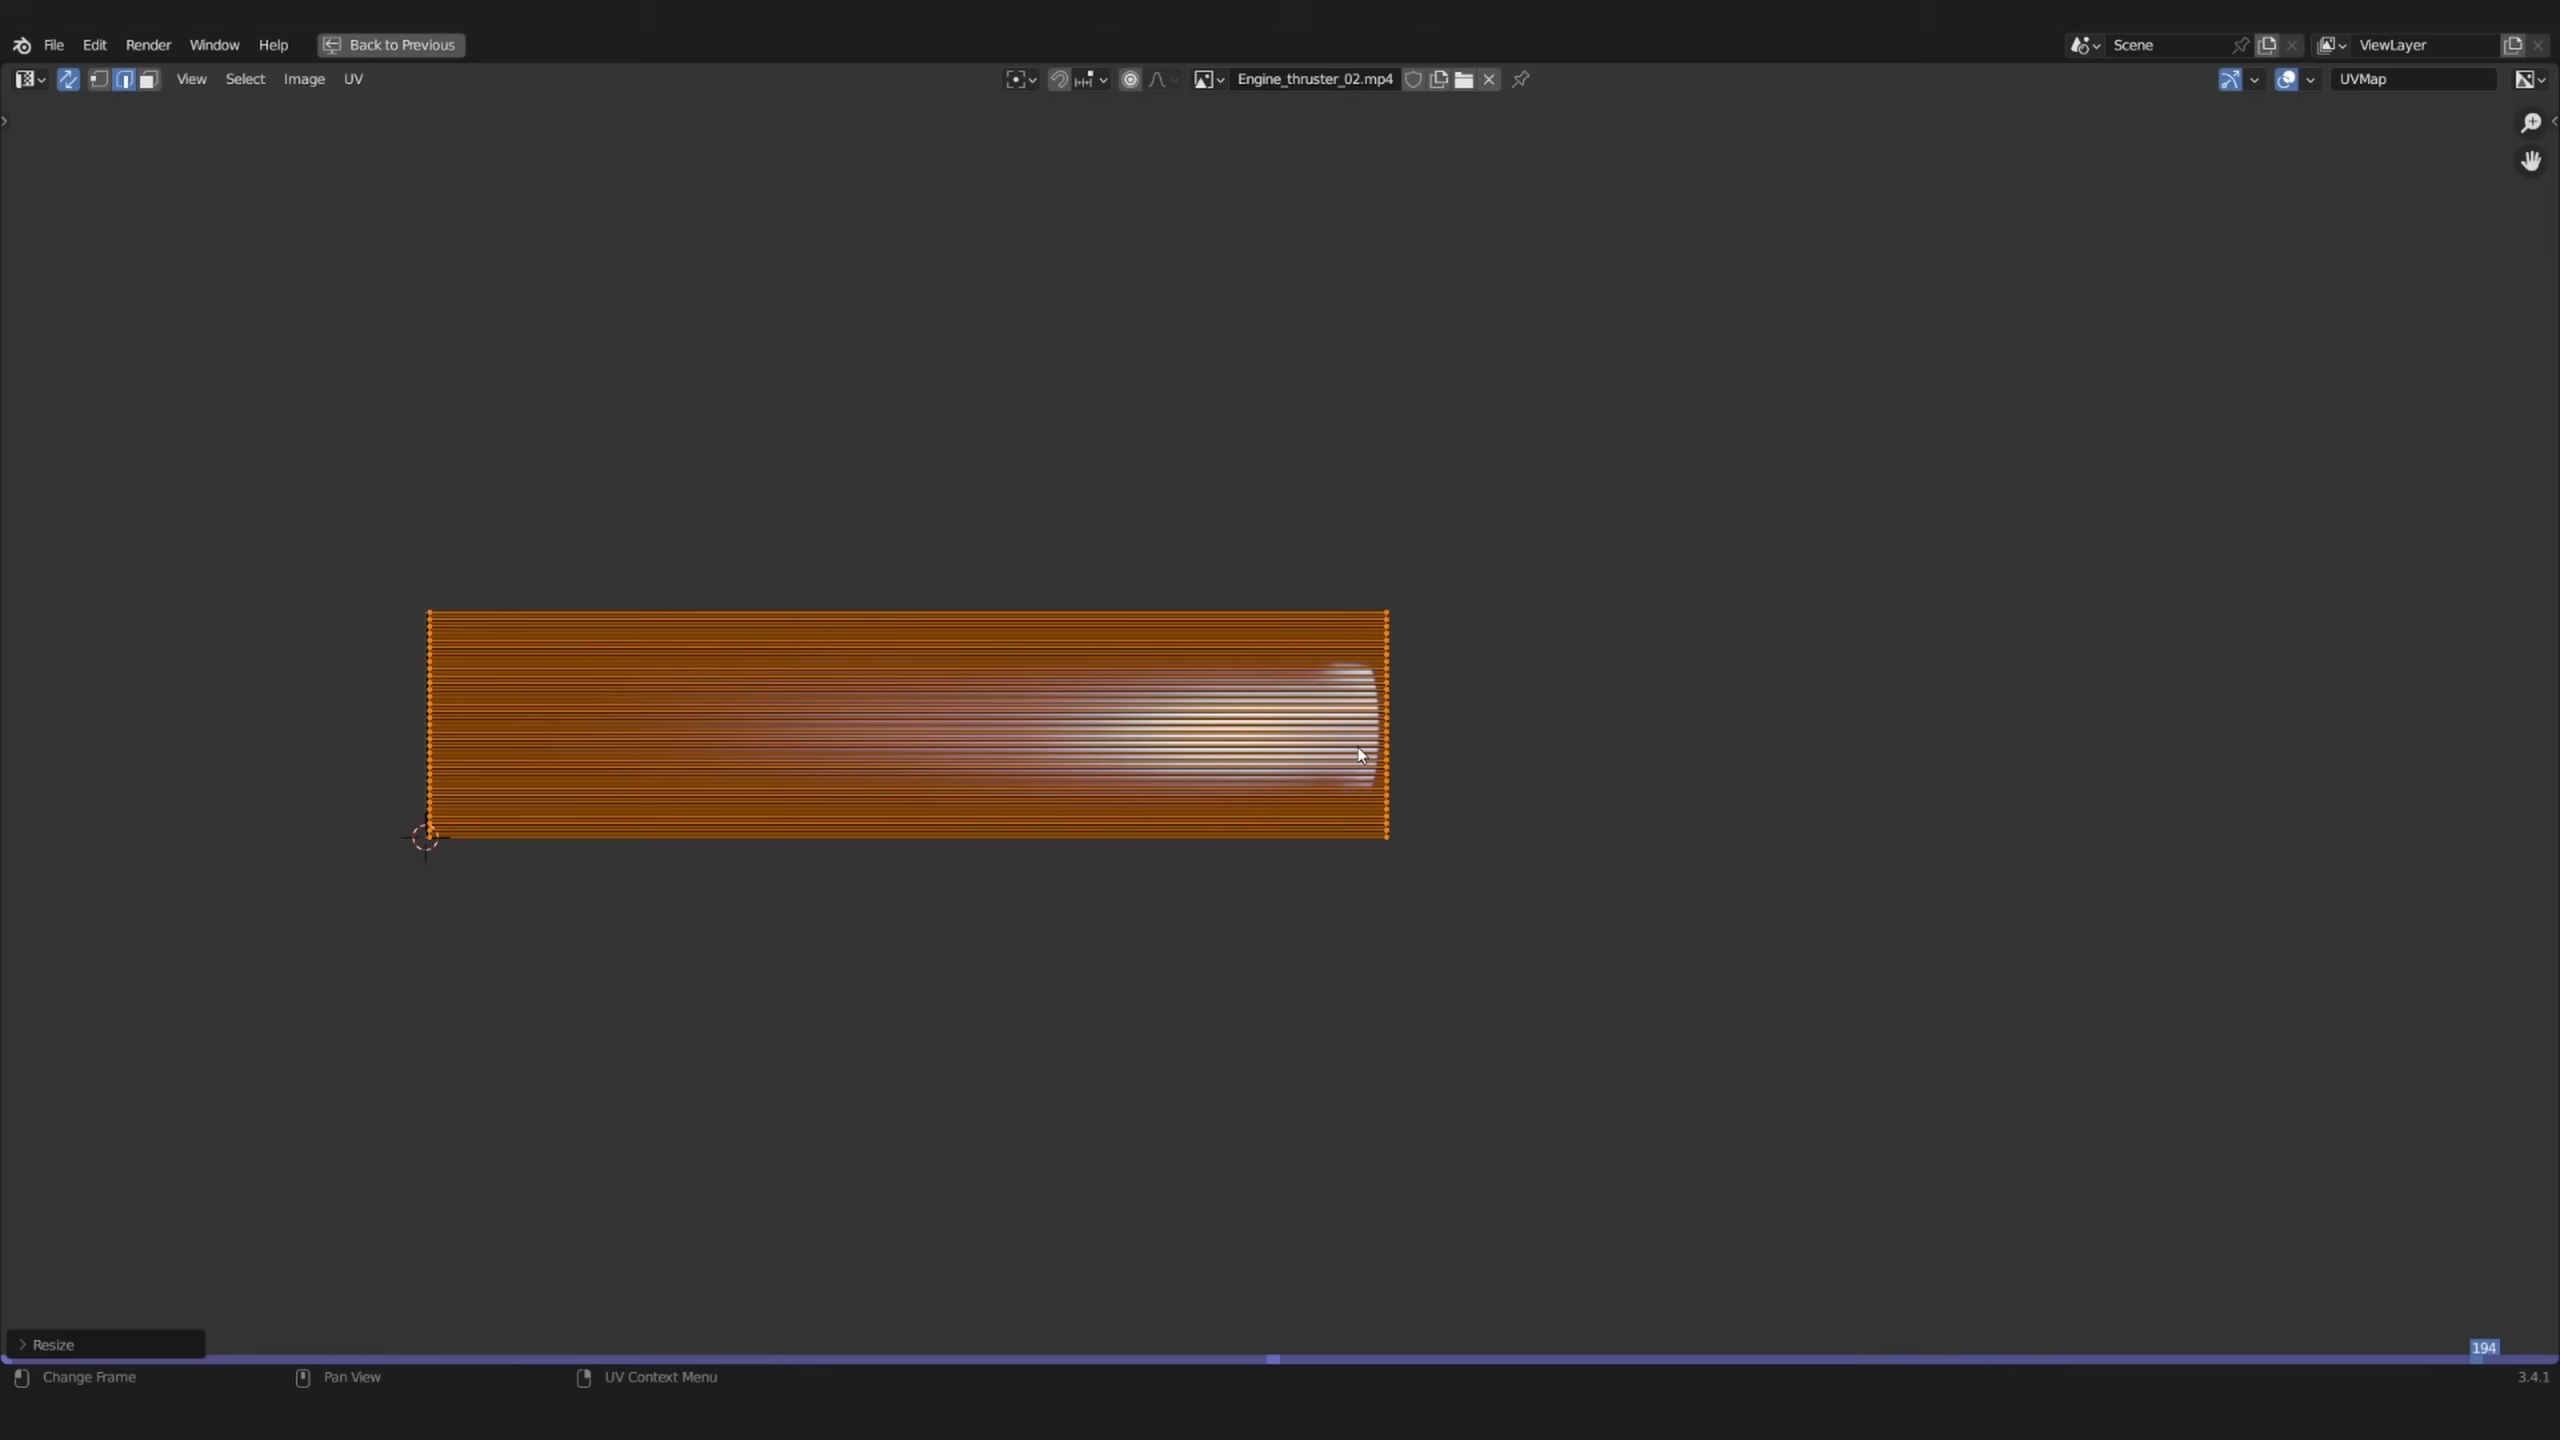 File Edit Render Window Help Back to Previous Scene ViewLayer
View Select Image UV Engine_thruster_02.mp4 UVMap
Resize
194
Change Frame Pan View UV Context Menu 3.4.1